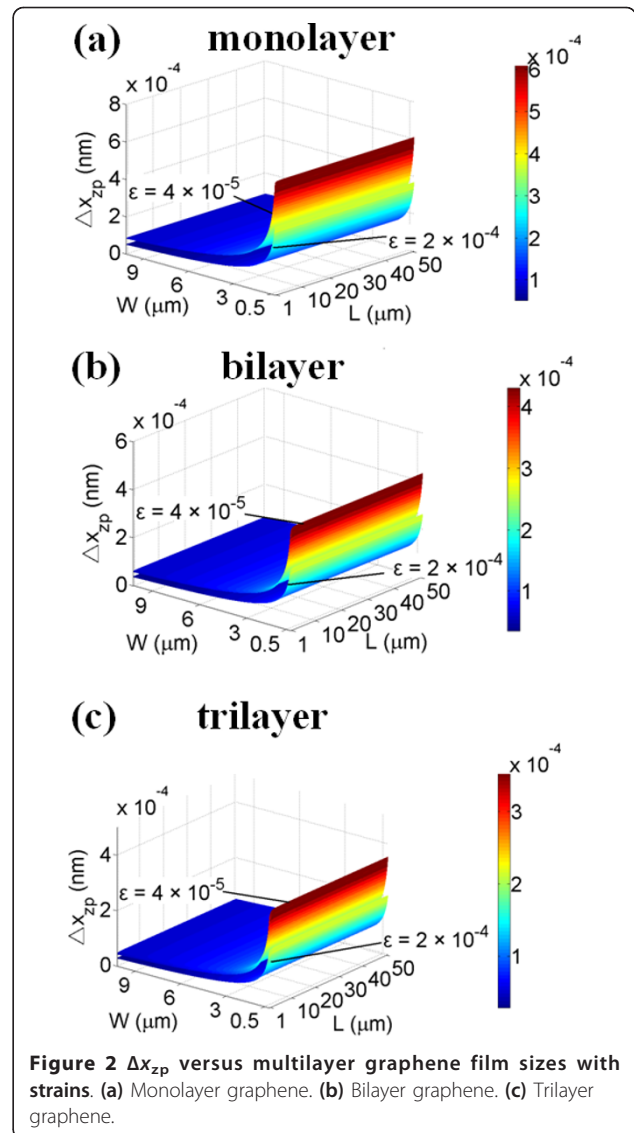 (a) monolayer
x 10⁻⁴
x 10⁻⁴
8
6
4
2
0
Δx_zp (nm)
ε = 4 × 10⁻⁵
ε = 2 × 10⁻⁴
9 6 3 0.5
W (μm)
1 10 20 30 40 50
L (μm)
6
5
4
3
2
1
(b) bilayer
x 10⁻⁴
x 10⁻⁴
6
4
2
0
Δx_zp (nm)
ε = 4 × 10⁻⁵
ε = 2 × 10⁻⁴
9 6 3 0.5
W (μm)
1 10 20 30 40 50
L (μm)
4
3
2
1
(c) trilayer
x 10⁻⁴
x 10⁻⁴
4
2
0
Δx_zp (nm)
ε = 4 × 10⁻⁵
ε = 2 × 10⁻⁴
9 6 3 0.5
W (μm)
1 10 20 30 40 50
L (μm)
3
2
1
Figure 2 Δx_zp versus multilayer graphene film sizes with
strains. (a) Monolayer graphene. (b) Bilayer graphene. (c) Trilayer
graphene.